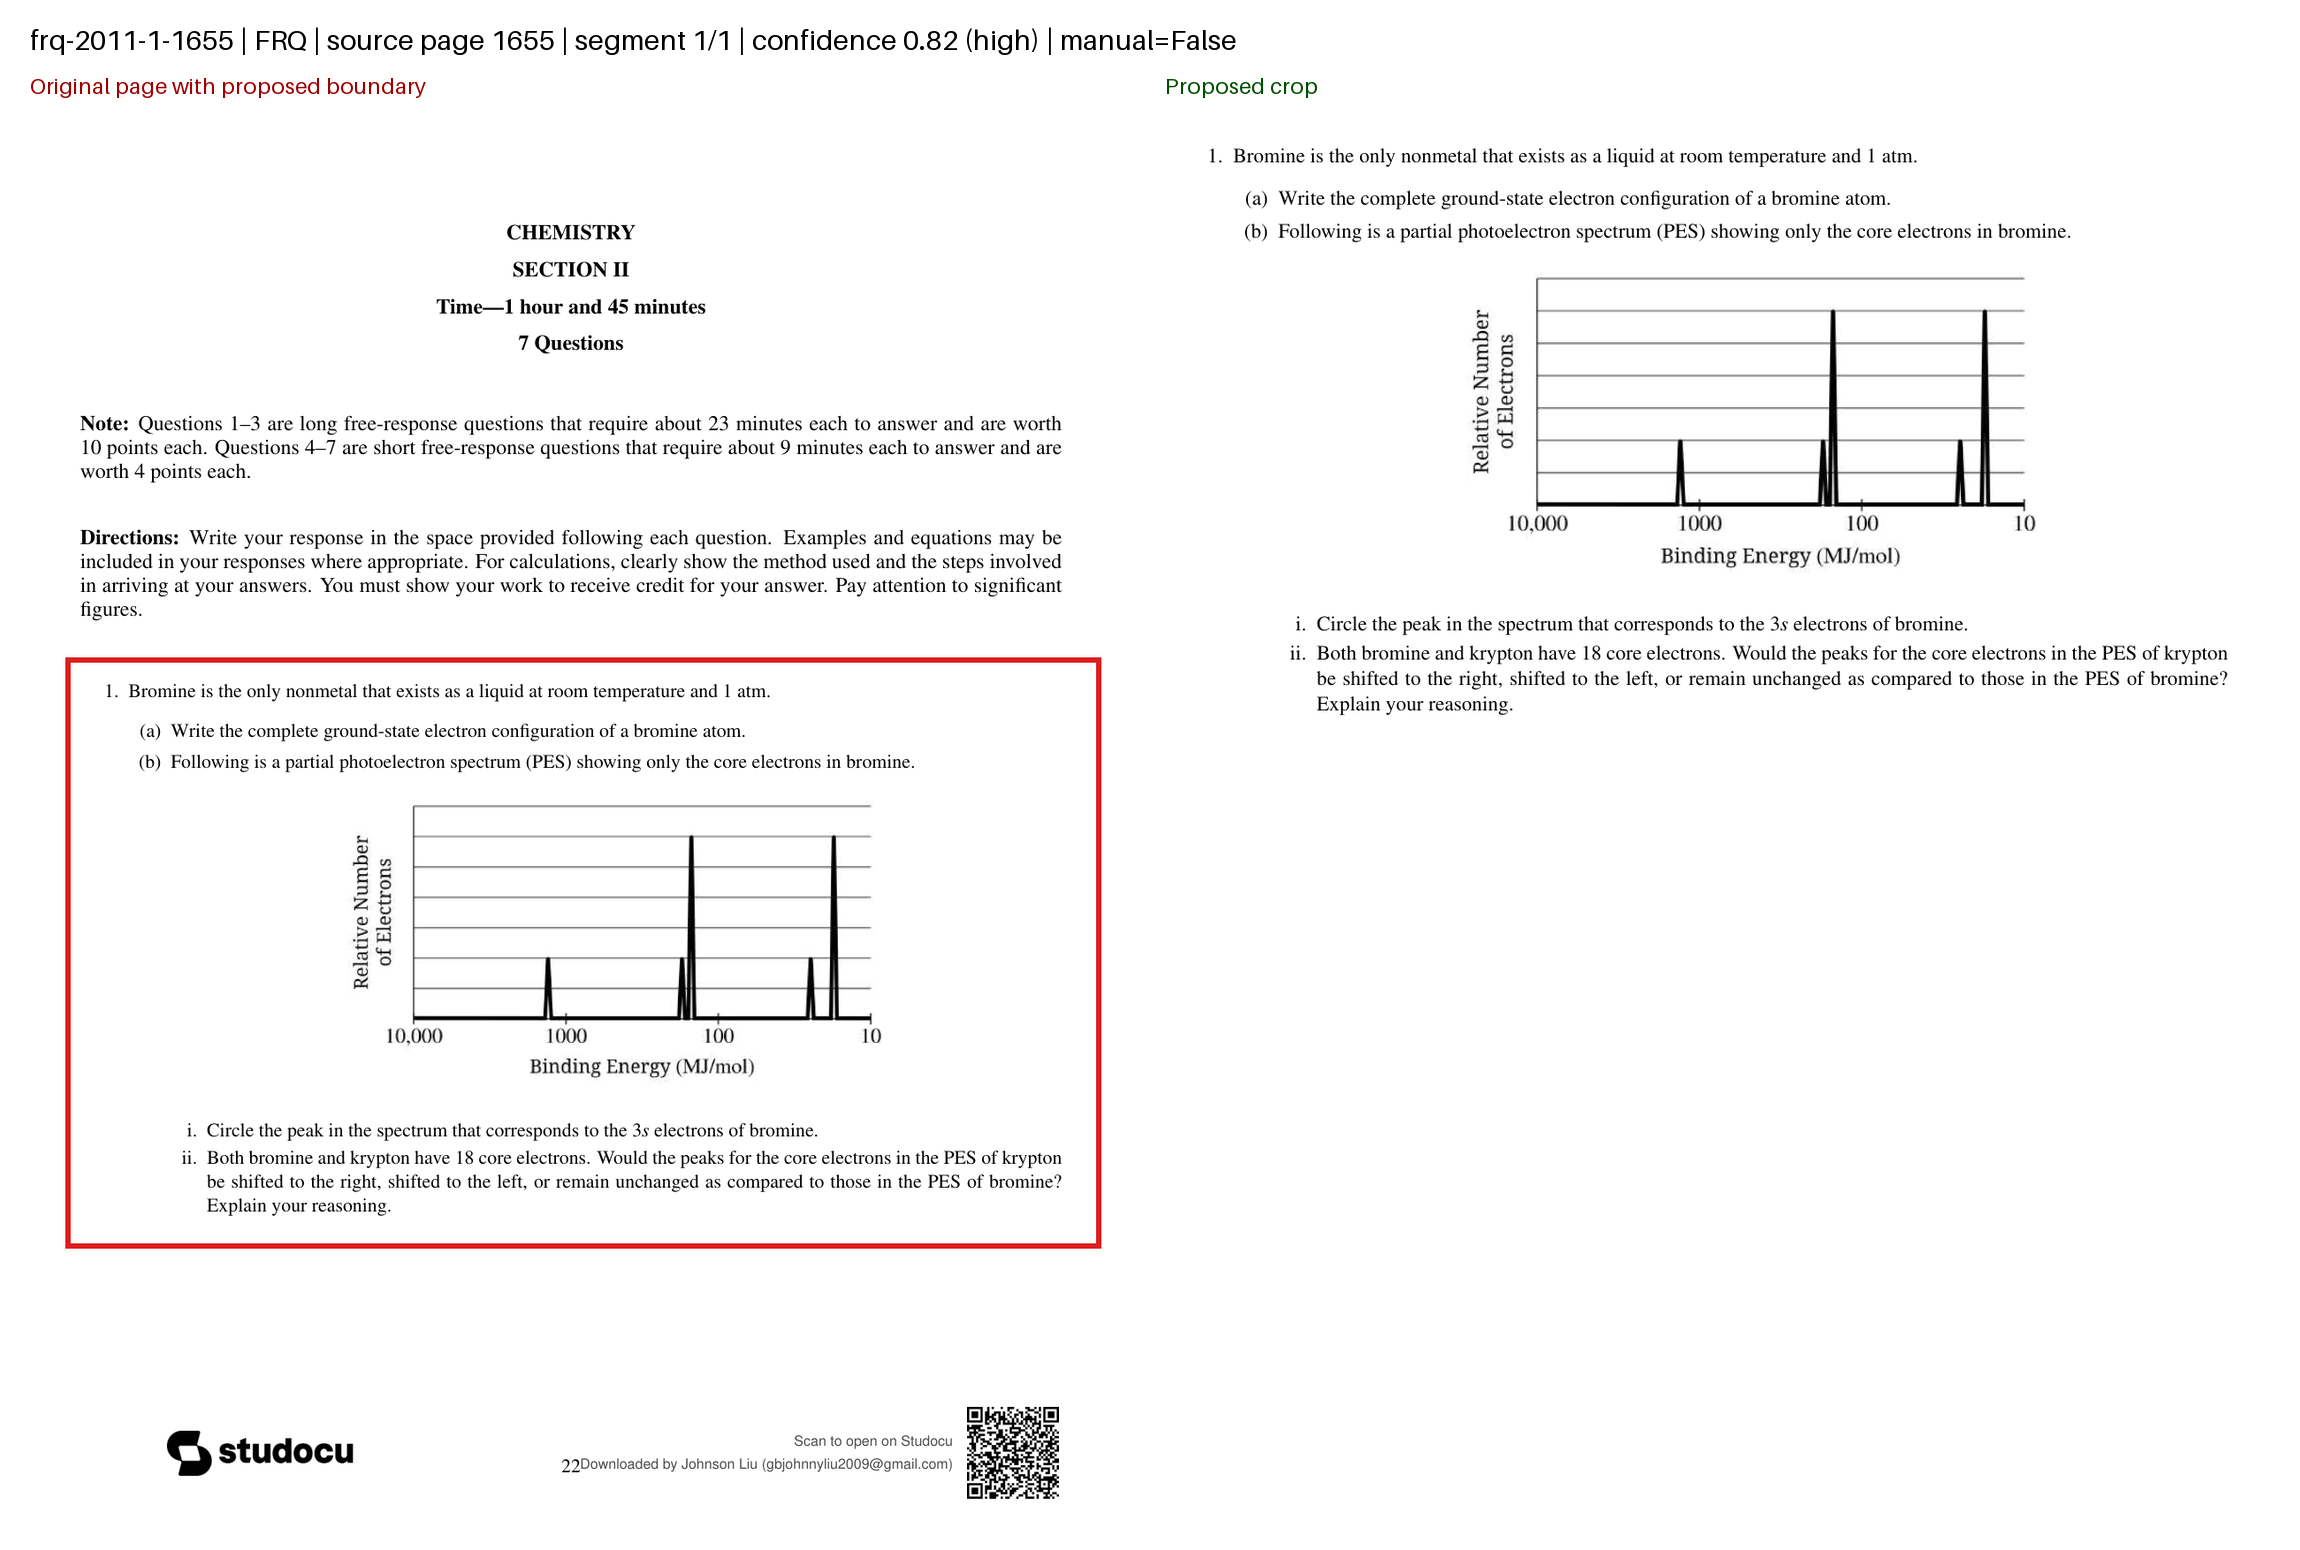 frq-2011-1-1655 | FRQ | source page 1655 | segment 1/1 | confidence 0.82 (high) | manual=False
Original page with proposed boundary
CHEMISTRY
SECTION II
Time—1 hour and 45 minutes
7 Questions
Note: Questions 1–3 are long free-response questions that require about 23 minutes each to answer and are worth
10 points each. Questions 4–7 are short free-response questions that require about 9 minutes each to answer and are
worth 4 points each.
Directions: Write your response in the space provided following each question. Examples and equations may be
included in your responses where appropriate. For calculations, clearly show the method used and the steps involved
in arriving at your answers. You must show your work to receive credit for your answer. Pay attention to significant
figures.
1. Bromine is the only nonmetal that exists as a liquid at room temperature and 1 atm.
(a) Write the complete ground-state electron configuration of a bromine atom.
(b) Following is a partial photoelectron spectrum (PES) showing only the core electrons in bromine.
Relative Number
of Electrons
10,000 1000 100 10
Binding Energy (MJ/mol)
i. Circle the peak in the spectrum that corresponds to the 3s electrons of bromine.
ii. Both bromine and krypton have 18 core electrons. Would the peaks for the core electrons in the PES of krypton
be shifted to the right, shifted to the left, or remain unchanged as compared to those in the PES of bromine?
Explain your reasoning.
studocu
Scan to open on Studocu
22Downloaded by Johnson Liu (gbjohnnyliu2009@gmail.com)
Proposed crop
1. Bromine is the only nonmetal that exists as a liquid at room temperature and 1 atm.
(a) Write the complete ground-state electron configuration of a bromine atom.
(b) Following is a partial photoelectron spectrum (PES) showing only the core electrons in bromine.
Relative Number
of Electrons
10,000 1000 100 10
Binding Energy (MJ/mol)
i. Circle the peak in the spectrum that corresponds to the 3s electrons of bromine.
ii. Both bromine and krypton have 18 core electrons. Would the peaks for the core electrons in the PES of krypton
be shifted to the right, shifted to the left, or remain unchanged as compared to those in the PES of bromine?
Explain your reasoning.